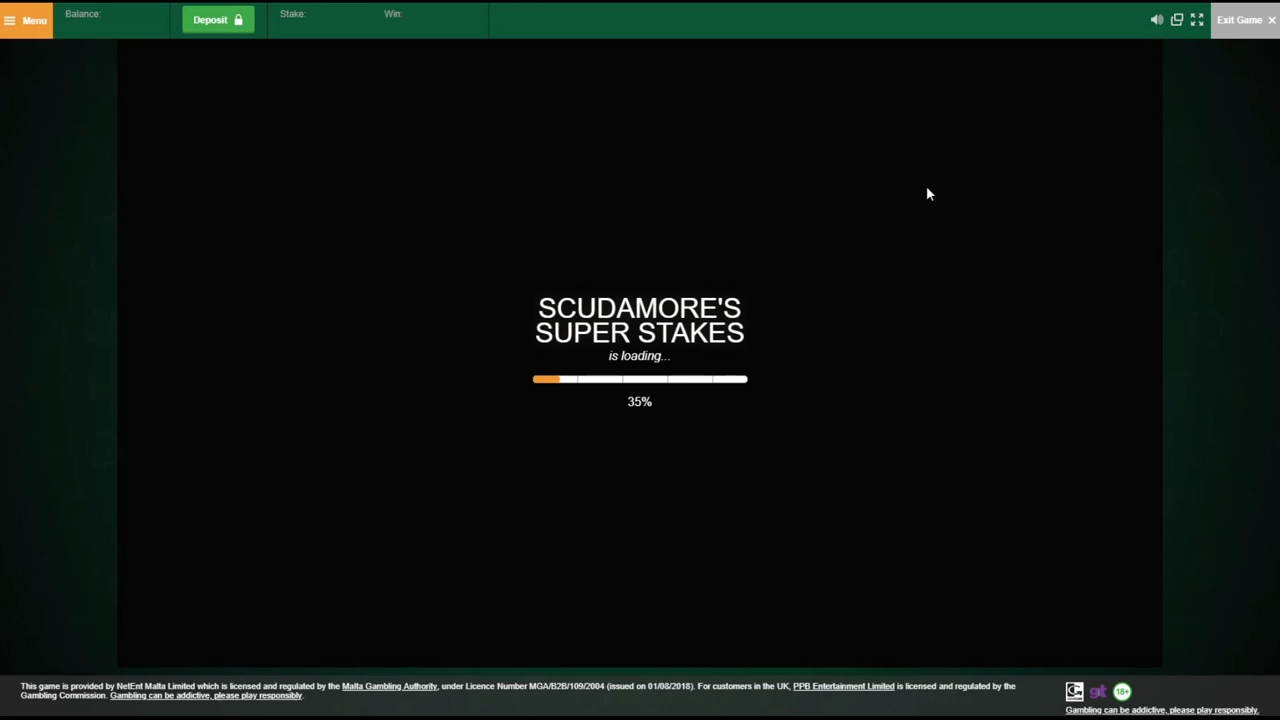 Menu
Balance:
Deposit
Stake:
Win:
Exit Game
SCUDAMORE'S
SUPER STAKES
is loading...
35%
This game is provided by NetEnt Malta Limited which is licensed and regulated by the Malta Gambling Authority, under Licence Number MGA/B2B/109/2004 (issued on 01/08/2018). For customers in the UK, PPB Entertainment Limited is licensed and regulated by the
Gambling Commission. Gambling can be addictive, please play responsibly.
18+
Gambling can be addictive, please play responsibly.